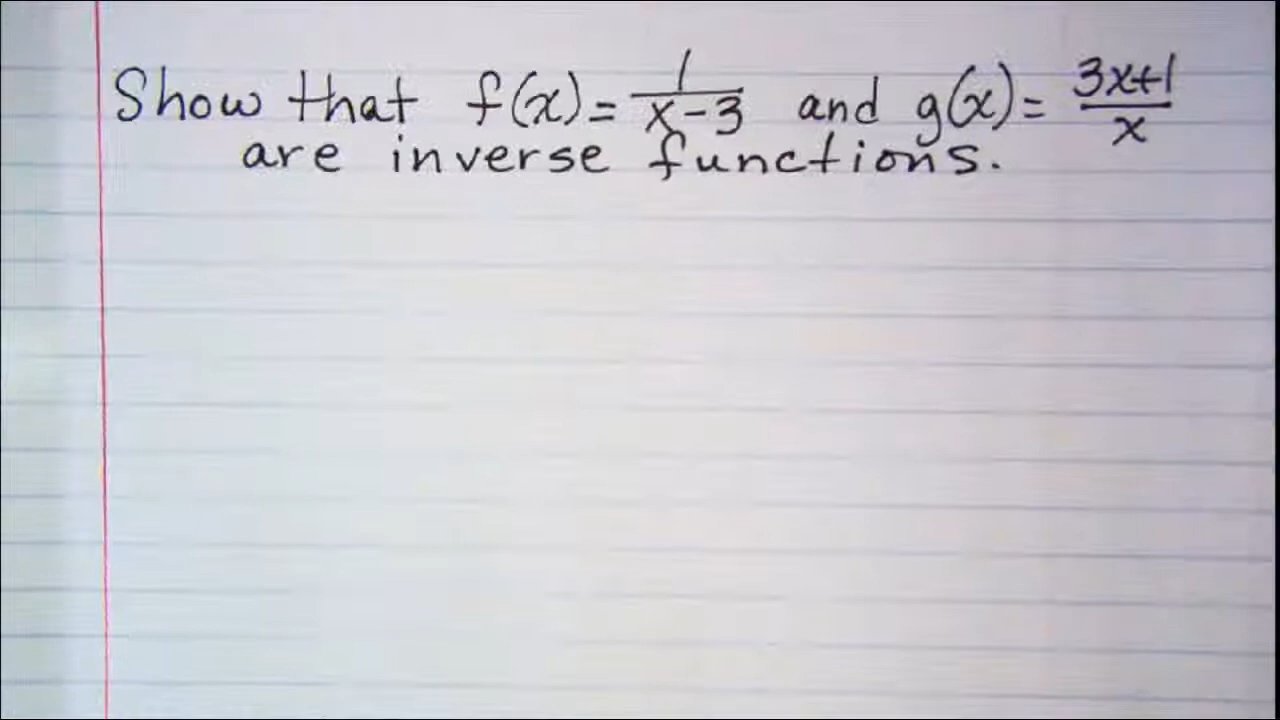 Show that f(x)= 1/(x-3) and g(x)= (3x+1)/x
are inverse functions.